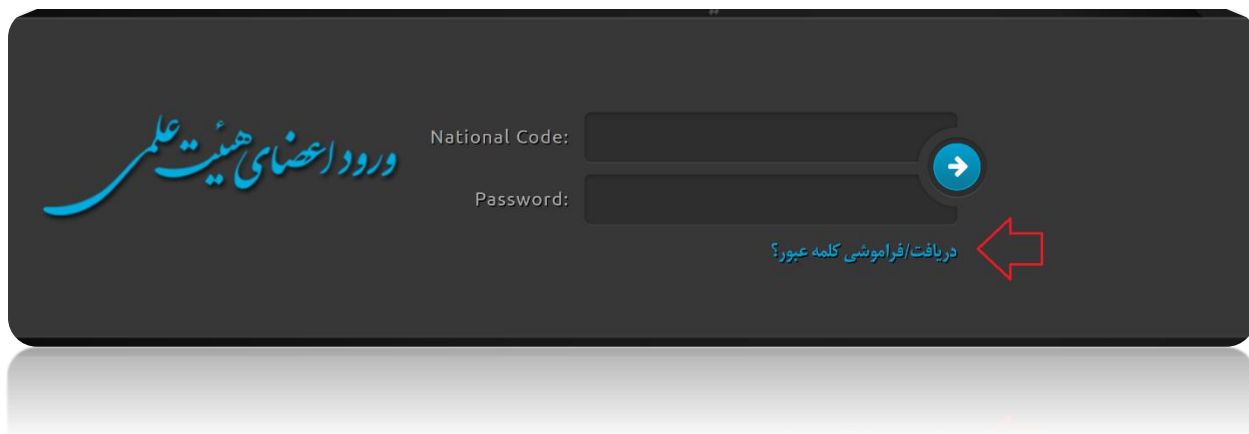 ورود اعضای هیئت علمی
National Code:
Password:
دریافت/فراموشی کلمه عبور؟